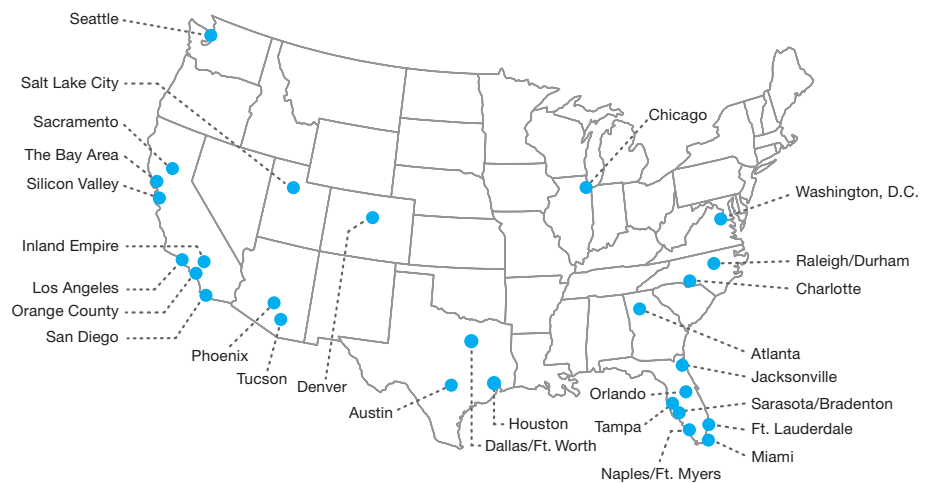 Seattle
Salt Lake City
Sacramento
The Bay Area
Silicon Valley
Inland Empire
Los Angeles
Orange County
San Diego
Phoenix
Tucson
Denver
Austin
Houston
Dallas/Ft. Worth
Chicago
Washington, D.C.
Raleigh/Durham
Charlotte
Atlanta
Jacksonville
Orlando
Sarasota/Bradenton
Tampa
Ft. Lauderdale
Miami
Naples/Ft. Myers